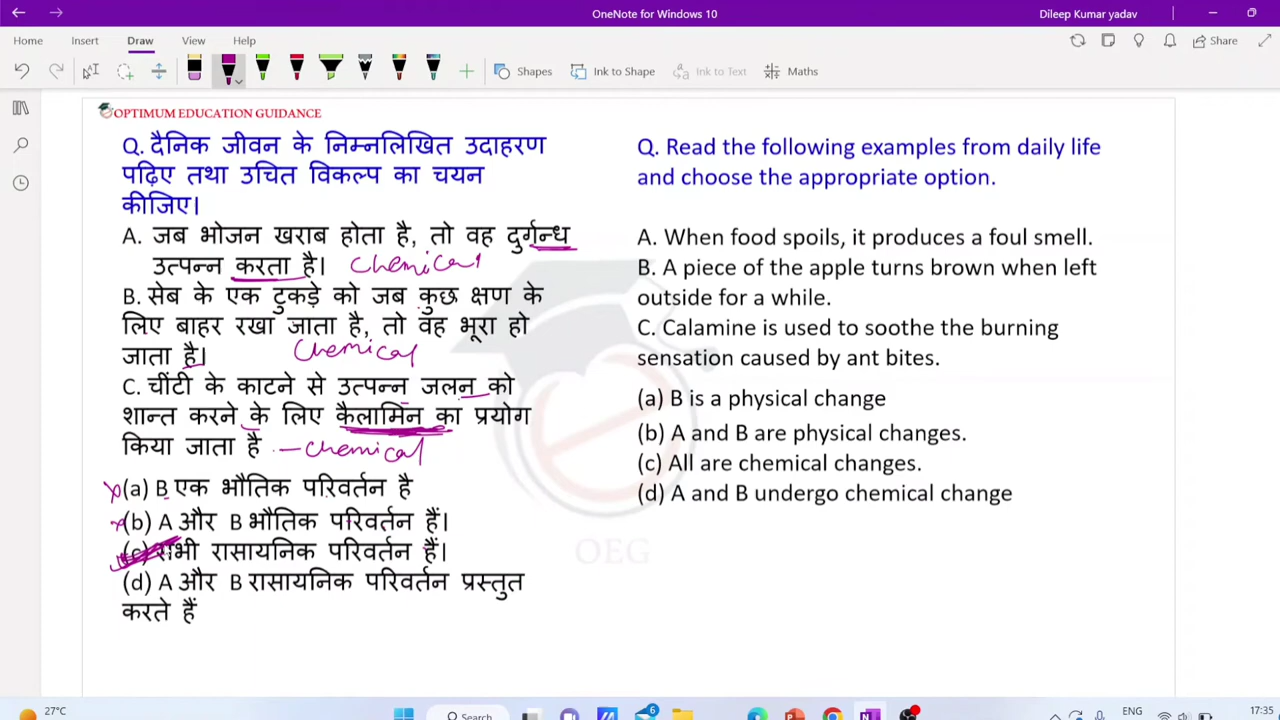 OneNote for Windows 10
Dileep Kumar yadav
Home Insert Draw View Help
Share
Shapes Ink to Shape Ink to Text Maths
OPTIMUM EDUCATION GUIDANCE
Q. दैनिक जीवन के निम्नलिखित उदाहरण
पढ़िए तथा उचित विकल्प का चयन
कीजिए।
A. जब भोजन खराब होता है, तो वह दुर्गन्ध
उत्पन्न करता है। Chemical
B. सेब के एक टुकड़े को जब कुछ क्षण के
लिए बाहर रखा जाता है, तो वह भूरा हो
जाता है। Chemical
C. चींटी के काटने से उत्पन्न जलन को
शान्त करने के लिए कैलामिन का प्रयोग
किया जाता है - Chemical
x(a) B एक भौतिक परिवर्तन है
x(b) A और B भौतिक परिवर्तन हैं।
(c) सभी रासायनिक परिवर्तन हैं।
(d) A और B रासायनिक परिवर्तन प्रस्तुत
करते हैं
Q. Read the following examples from daily life
and choose the appropriate option.
A. When food spoils, it produces a foul smell.
B. A piece of the apple turns brown when left
outside for a while.
C. Calamine is used to soothe the burning
sensation caused by ant bites.
(a) B is a physical change
(b) A and B are physical changes.
(c) All are chemical changes.
(d) A and B undergo chemical change
OEG
27°C
Search
6
ENG
17:35